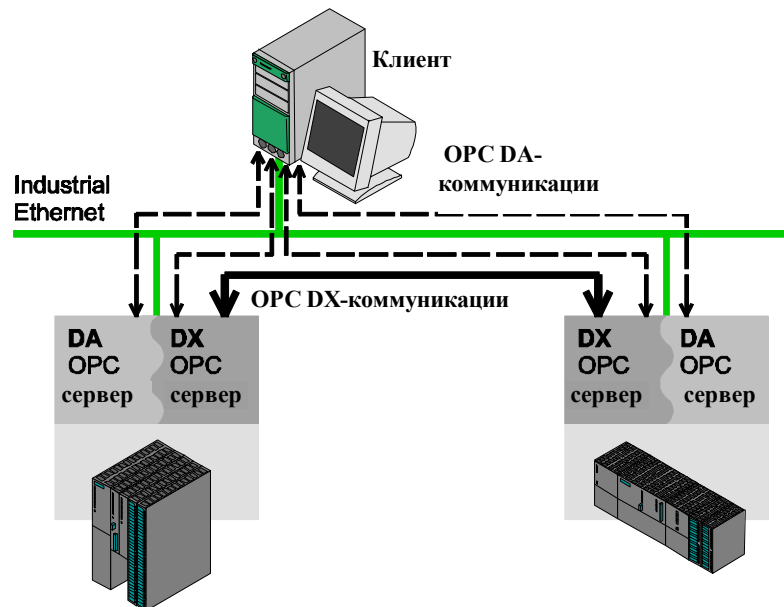 Клиент
OPC DA-
коммуникации
Industrial
Ethernet
OPC DX-коммуникации
DA
OPC
сервер
DX
OPC
сервер
DX
OPC
сервер
DA
OPC
сервер